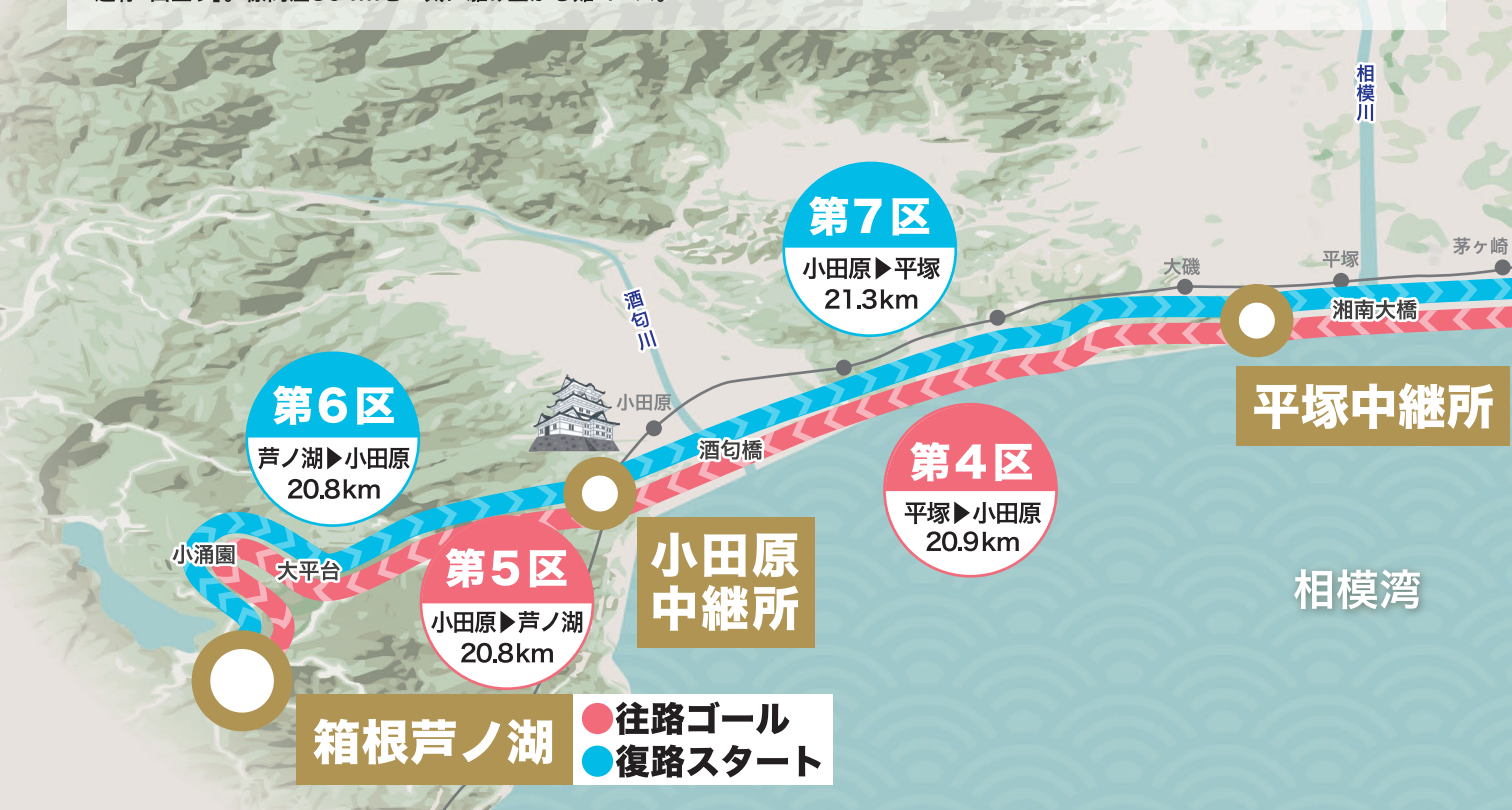 相模川
第7区
小田原▶平塚
21.3km
大磯
平塚
茅ヶ崎
湘南大橋
酒匂川
平塚中継所
第6区
芦ノ湖▶小田原
20.8km
小田原
酒匂橋
第4区
平塚▶小田原
20.9km
小涌園
大平台
第5区
小田原▶芦ノ湖
20.8km
小田原
中継所
相模湾
箱根芦ノ湖
●往路ゴール
●復路スタート